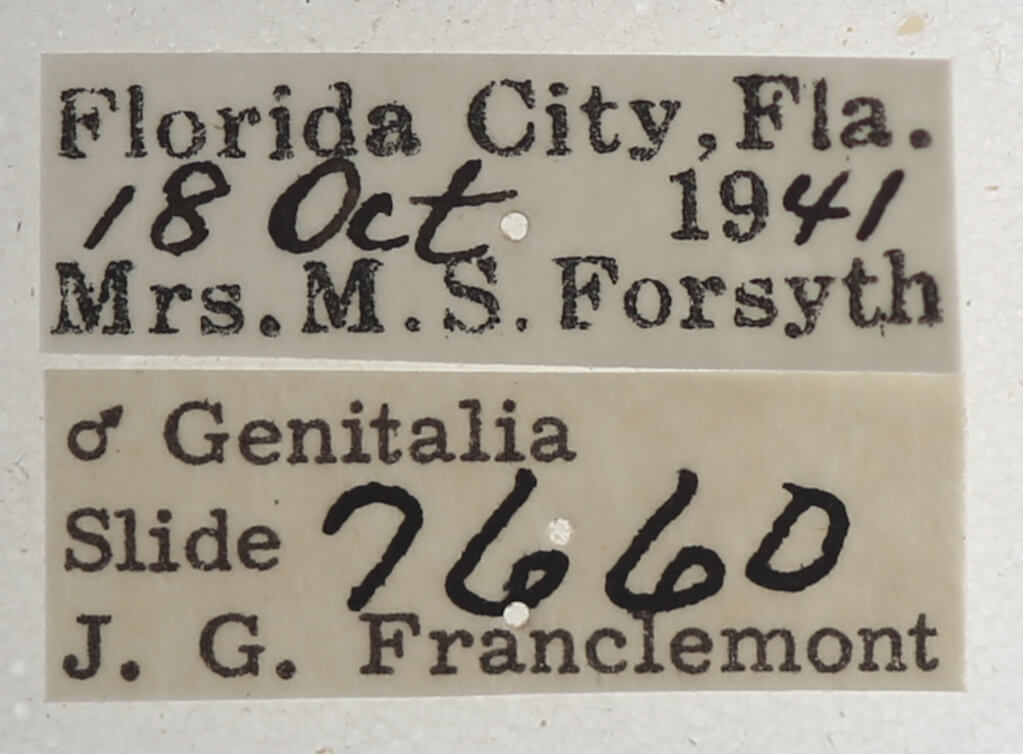 Florida City, Fla.
18 Oct. 1941
Mrs. M. S. Forsyth
♂ Genitalia
Slide 7660
J. G. Franclemont